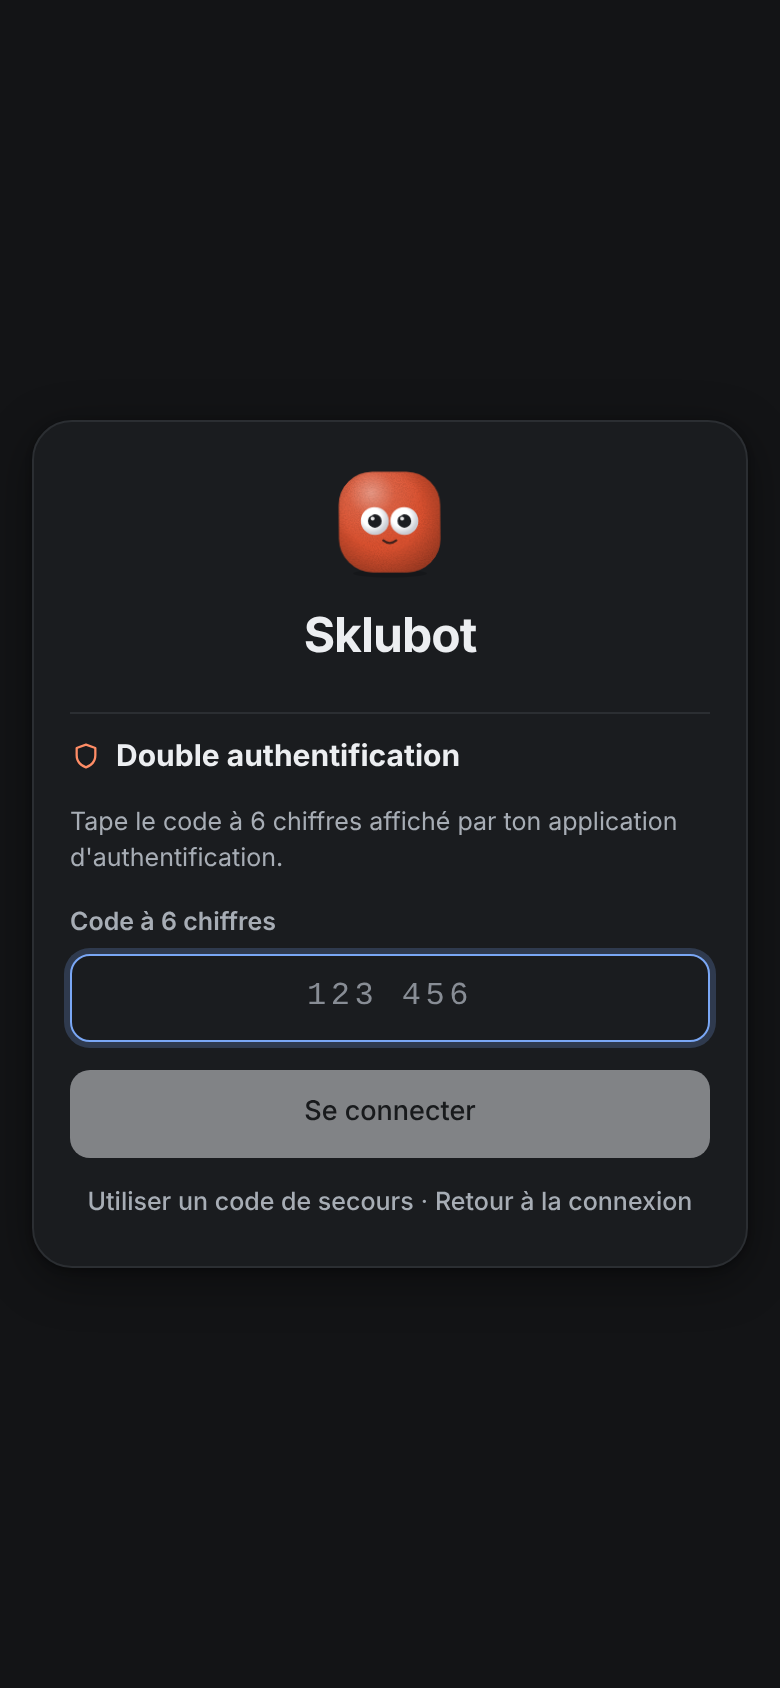 Sklubot
Double authentification
Tape le code à 6 chiffres affiché par ton application
d'authentification.
Code à 6 chiffres
123 456
Se connecter
Utiliser un code de secours · Retour à la connexion